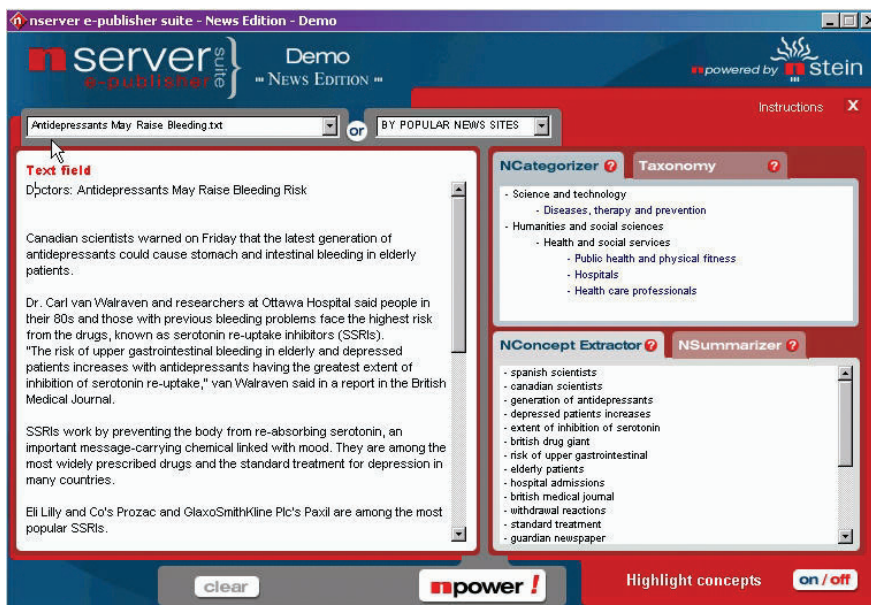 nserver e-publisher suite - News Edition - Demo
n server suite
e-publisher
Demo
News Edition
npowered by nstein
Instructions X
Antidepressants May Raise Bleeding.txt or BY POPULAR NEWS SITES
Text field
Doctors: Antidepressants May Raise Bleeding Risk
Canadian scientists warned on Friday that the latest generation of
antidepressants could cause stomach and intestinal bleeding in elderly
patients.
Dr. Carl van Walraven and researchers at Ottawa Hospital said people in
their 80s and those with previous bleeding problems face the highest risk
from the drugs, known as serotonin re-uptake inhibitors (SSRIs).
"The risk of upper gastrointestinal bleeding in elderly and depressed
patients increases with antidepressants having the greatest extent of
inhibition of serotonin re-uptake," van Walraven said in a report in the British
Medical Journal.
SSRIs work by preventing the body from re-absorbing serotonin, an
important message-carrying chemical linked with mood. They are among the
most widely prescribed drugs and the standard treatment for depression in
many countries.
Eli Lilly and Co's Prozac and GlaxoSmithKline Plc's Paxil are among the most
popular SSRIs.
NCategorizer ? Taxonomy ?
- Science and technology
- Diseases, therapy and prevention
- Humanities and social sciences
- Health and social services
- Public health and physical fitness
- Hospitals
- Health care professionals
NConcept Extractor ? NSummarizer ?
- spanish scientists
- canadian scientists
- generation of antidepressants
- depressed patients increases
- extent of inhibition of serotonin
- british drug giant
- risk of upper gastrointestinal
- elderly patients
- hospital admissions
- british medical journal
- withdrawal reactions
- standard treatment
- guardian newspaper
clear
npower !
Highlight concepts on / off